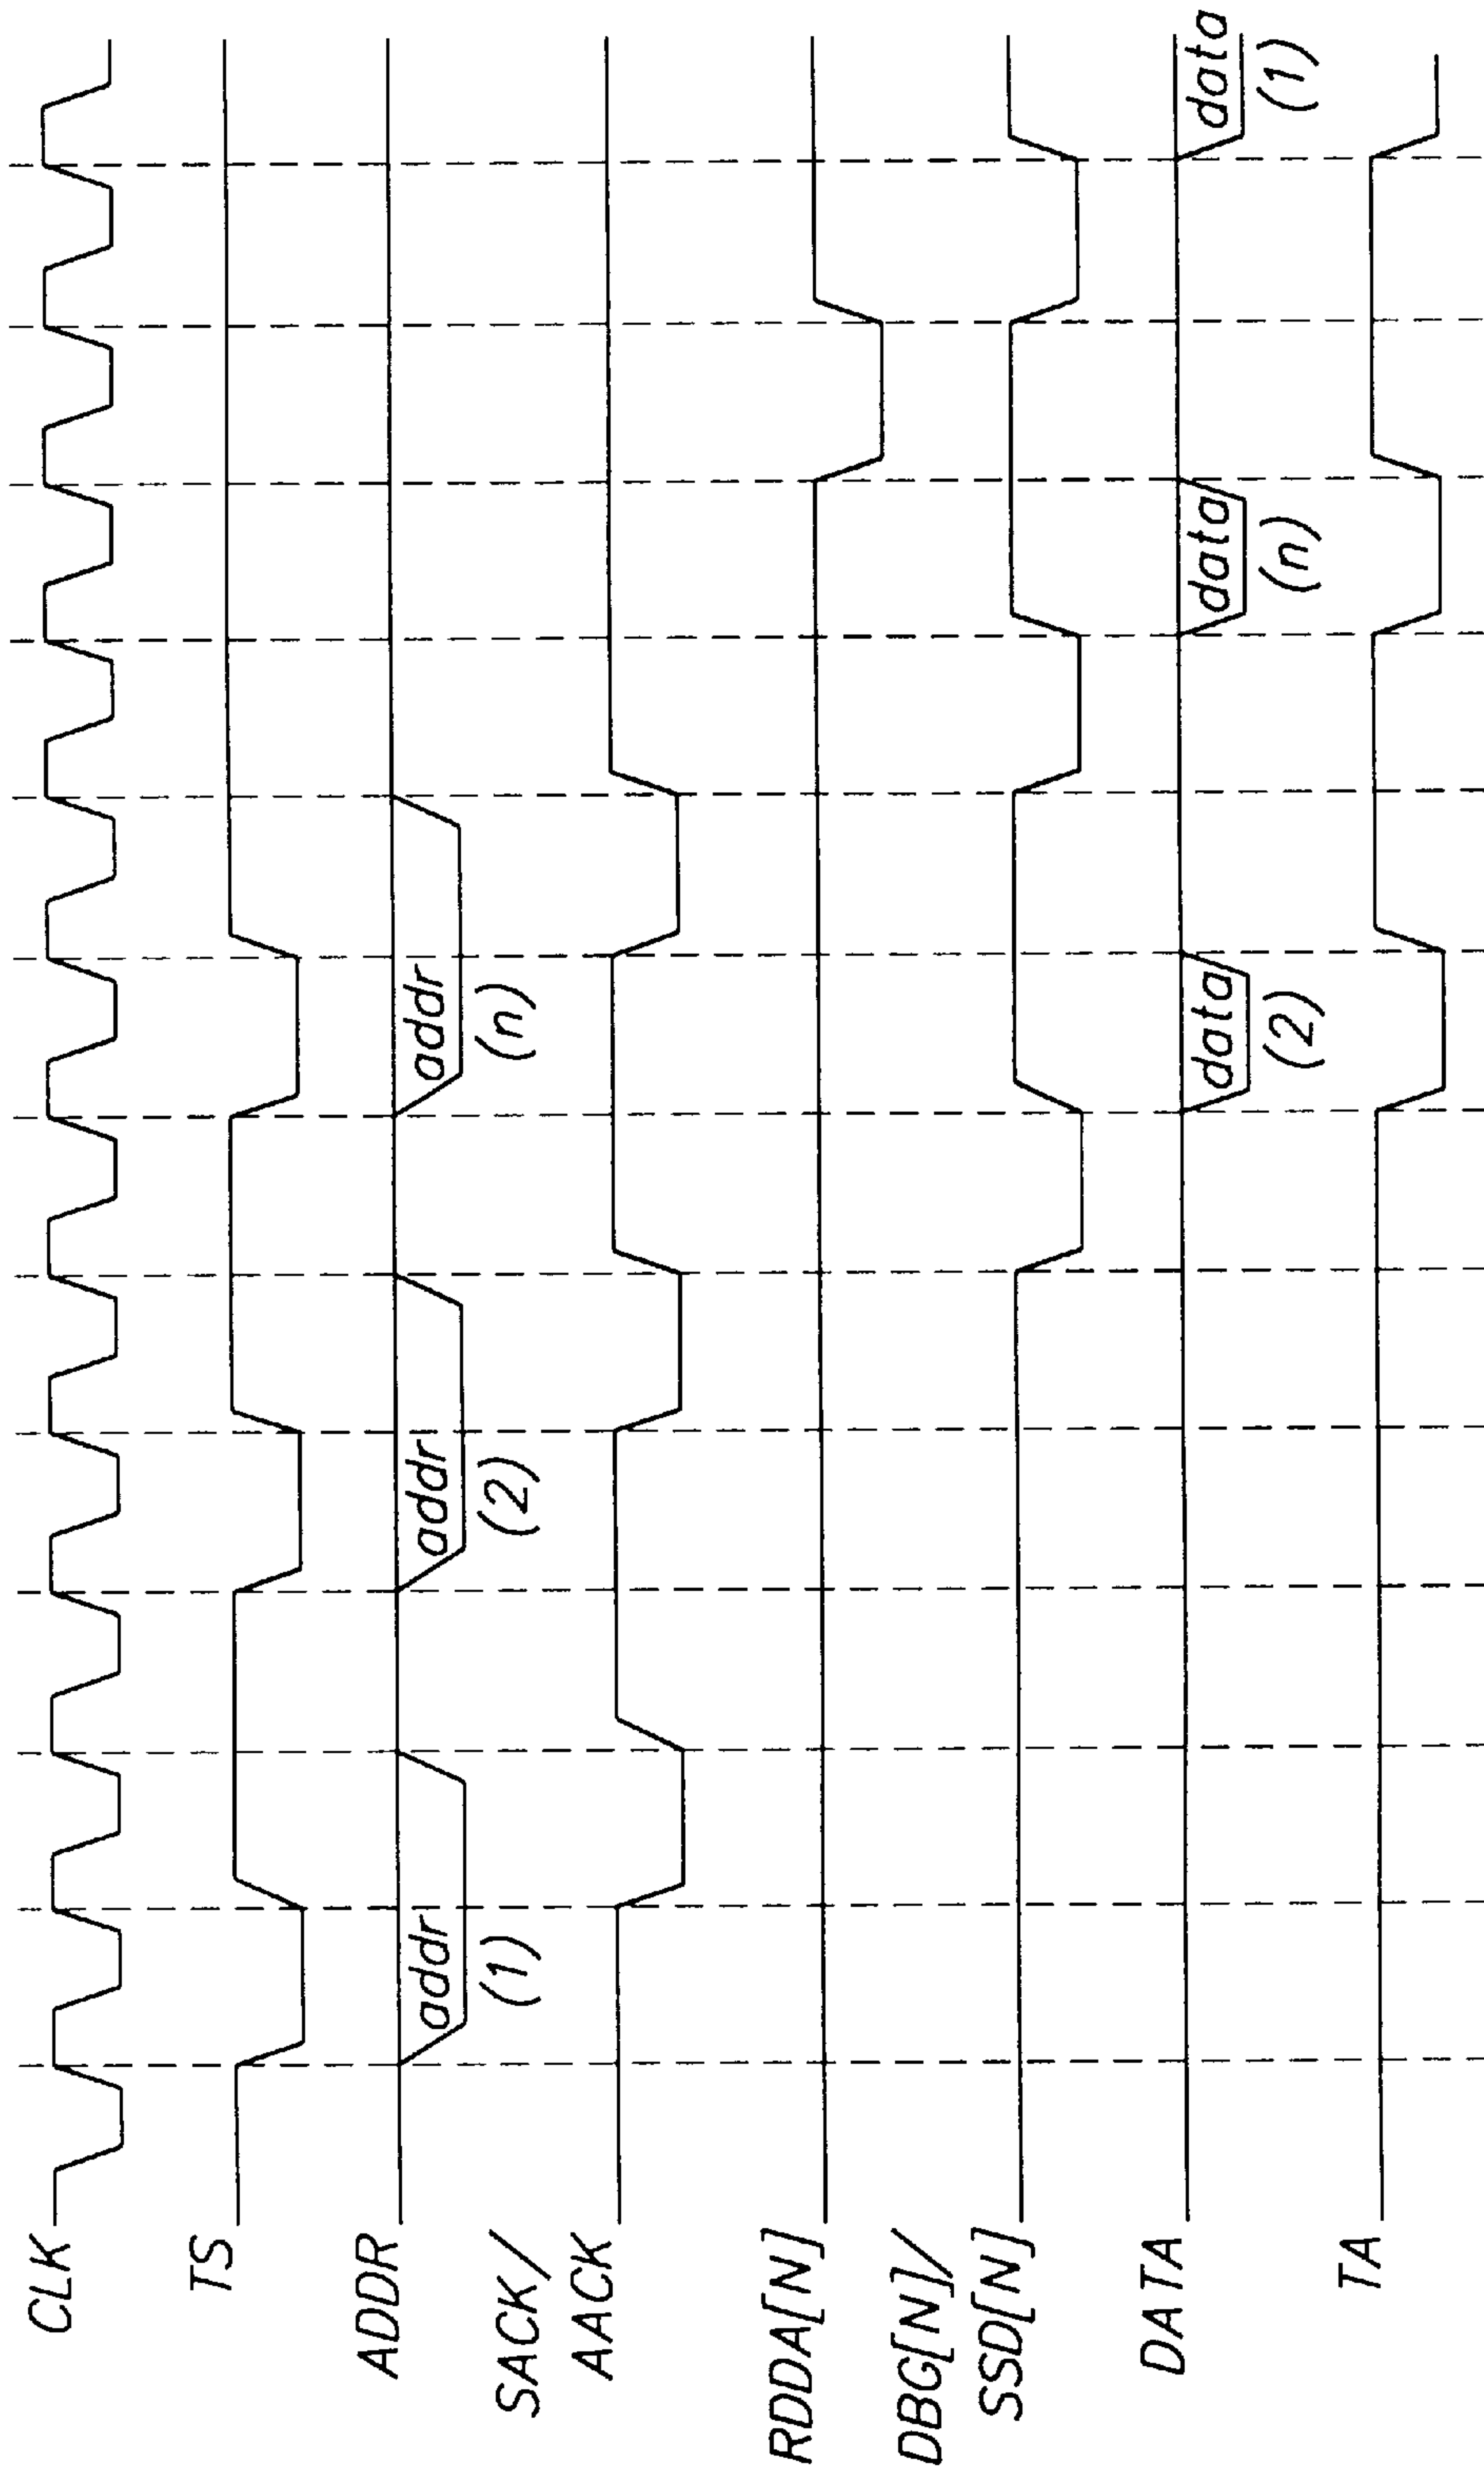 CLK
TS
ADDR
addr
(1)
addr
(2)
addr
(n)
SACK/
AACK
RDDA[N]
DBG[N]/
SSD[N]
DATA
data
(2)
data
(n)
data
(1)
TA